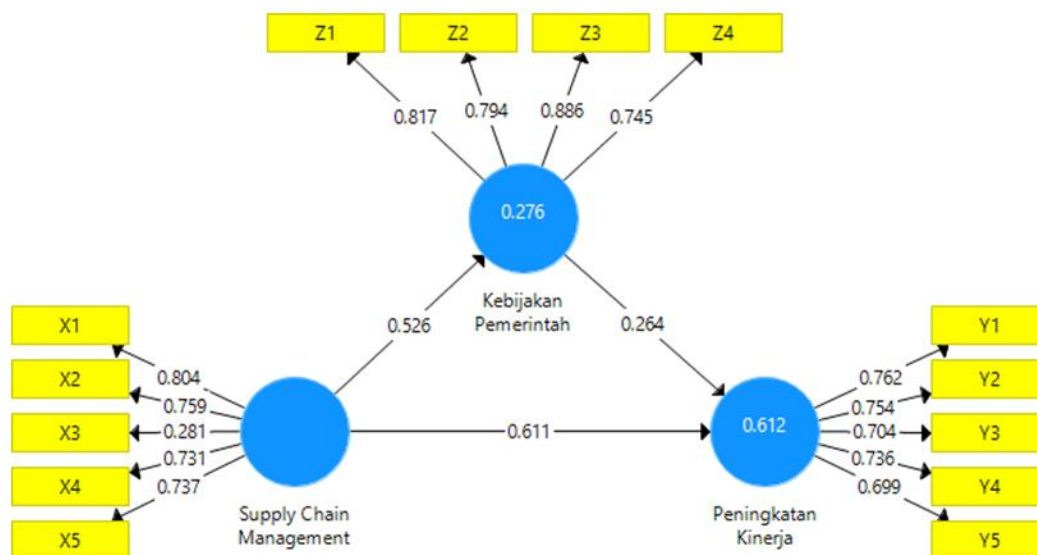 Z1
Z2
Z3
Z4
0.817
0.794
0.886
0.745
0.276
Kebijakan
Pemerintah
0.526
0.264
X1
X2
X3
X4
X5
0.804
0.759
0.281
0.731
0.737
Supply Chain
Management
0.611
0.612
Peningkatan
Kinerja
0.762
0.754
0.704
0.736
0.699
Y1
Y2
Y3
Y4
Y5